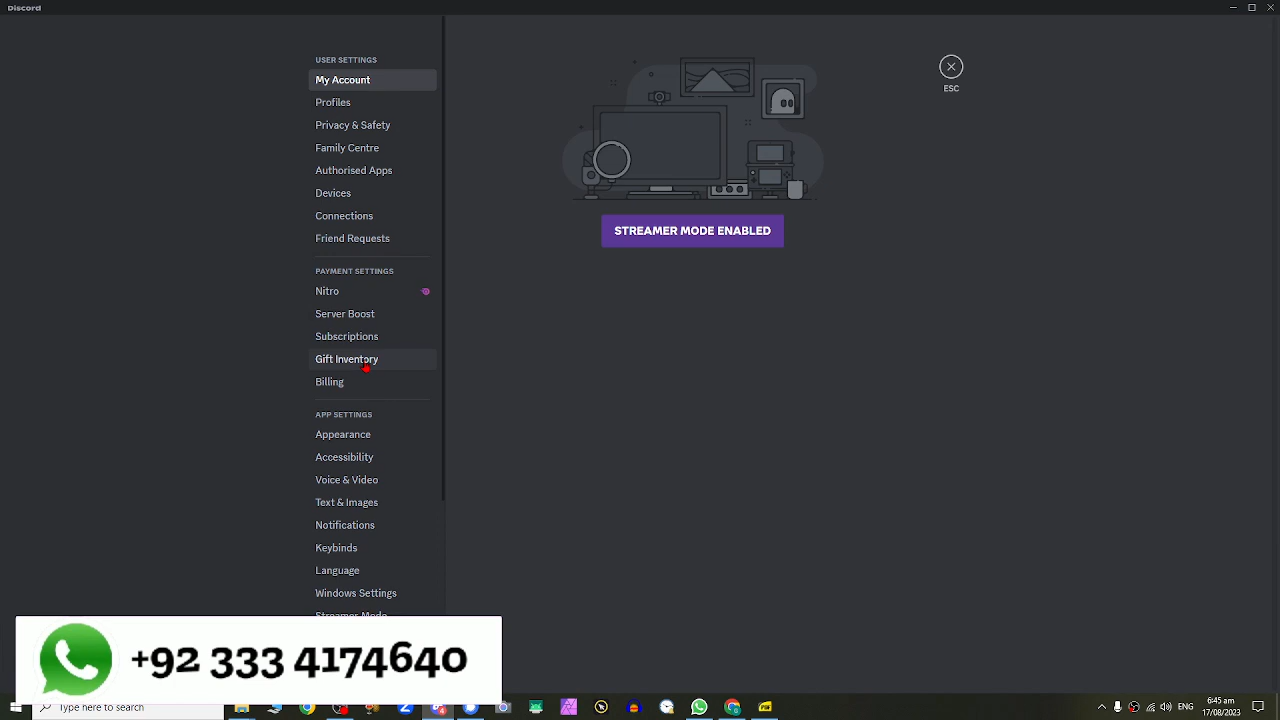 Discord
USER SETTINGS
My Account
Profiles
Privacy & Safety
Family Centre
Authorised Apps
Devices
Connections
Friend Requests
PAYMENT SETTINGS
Nitro
Server Boost
Subscriptions
Gift Inventory
Billing
APP SETTINGS
Appearance
Accessibility
Voice & Video
Text & Images
Notifications
Keybinds
Language
Windows Settings
Streamer Mode
ESC
STREAMER MODE ENABLED
+92 333 4174640
Type here to search
ENG
6:45 am
17/08/2023